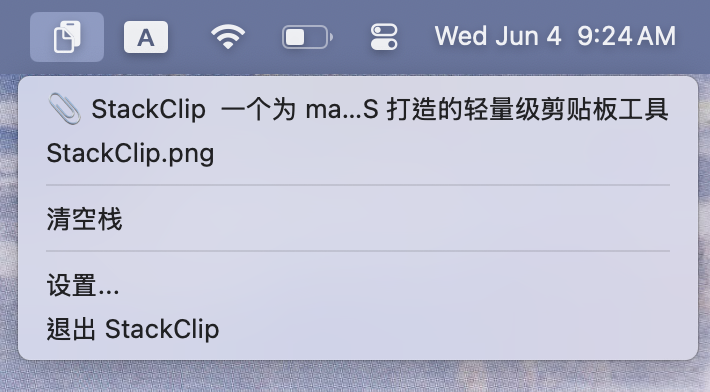 A Wed Jun 4 9:24 AM
📎 StackClip 一个为 ma...S 打造的轻量级剪贴板工具
StackClip.png
清空栈
设置...
退出 StackClip